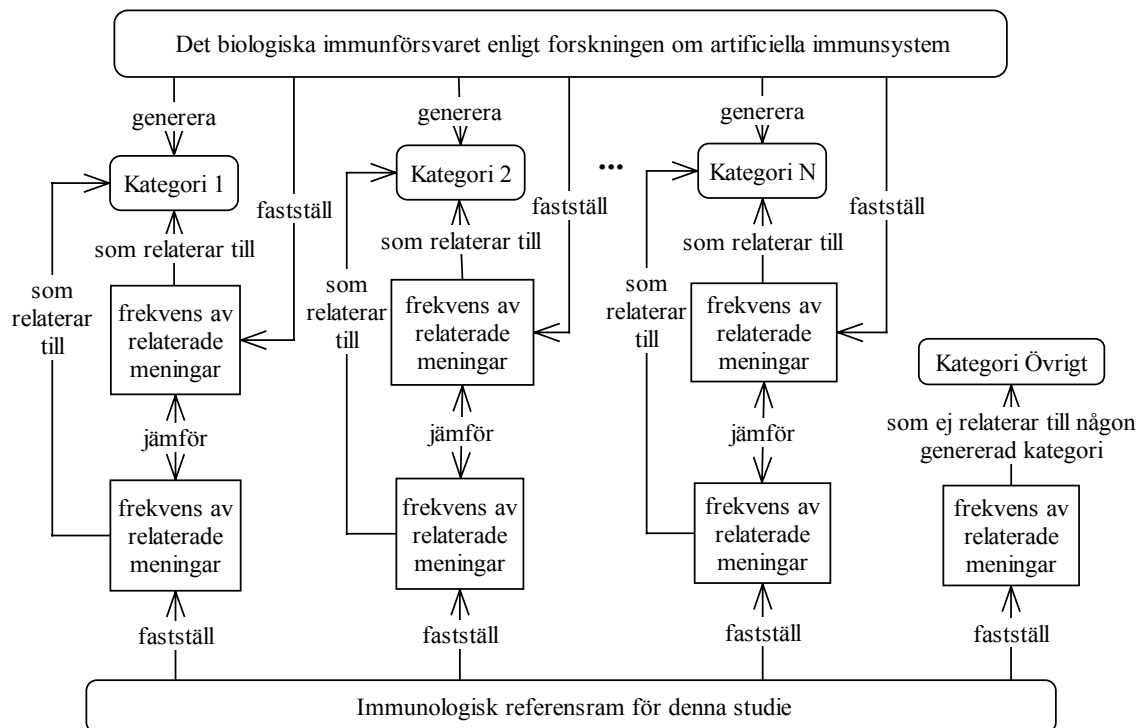 Det biologiska immunförsvaret enligt forskningen om artificiella immunsystem
generera
generera
generera
Kategori 1
Kategori 2
...
Kategori N
fastställ
fastställ
fastställ
som relaterar till
som relaterar till
som relaterar till
som
relaterar
till
frekvens av
relaterade
meningar
som
relaterar
till
frekvens av
relaterade
meningar
som
relaterar
till
frekvens av
relaterade
meningar
Kategori Övrigt
jämför
jämför
jämför
som ej relaterar till någon
genererad kategori
frekvens av
relaterade
meningar
frekvens av
relaterade
meningar
frekvens av
relaterade
meningar
frekvens av
relaterade
meningar
fastställ
fastställ
fastställ
fastställ
Immunologisk referensram för denna studie